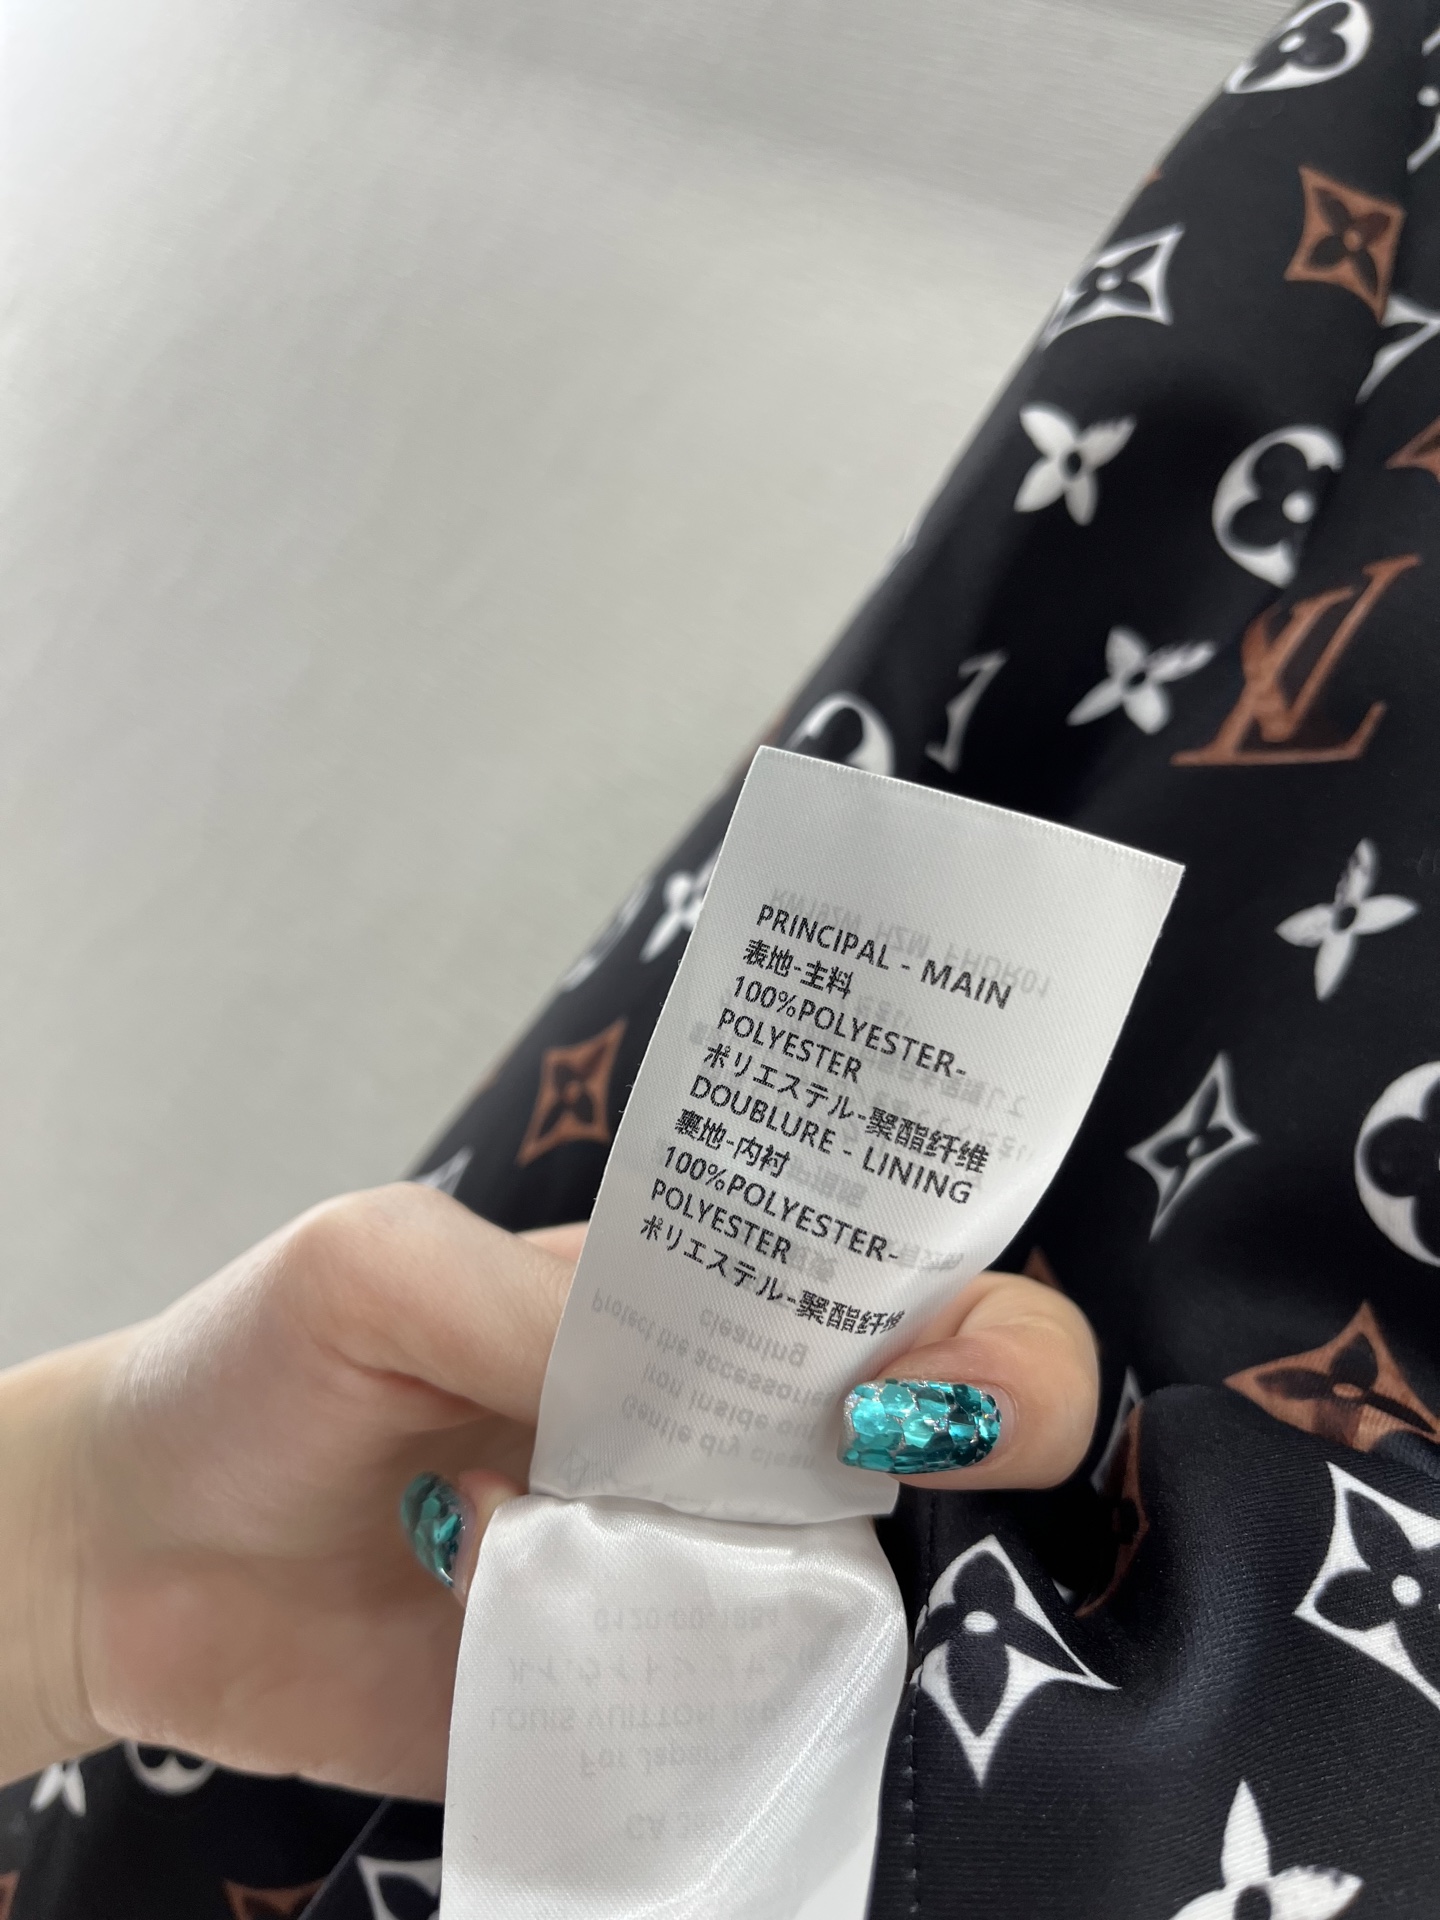 PRINCIPAL - MAIN
表地-主料
100%POLYESTER-
POLYESTER
ポリエステル-聚酯纤维
DOUBLURE - LINING
裏地-内衬
100%POLYESTER-
POLYESTER
ポリエステル-聚酯纤维